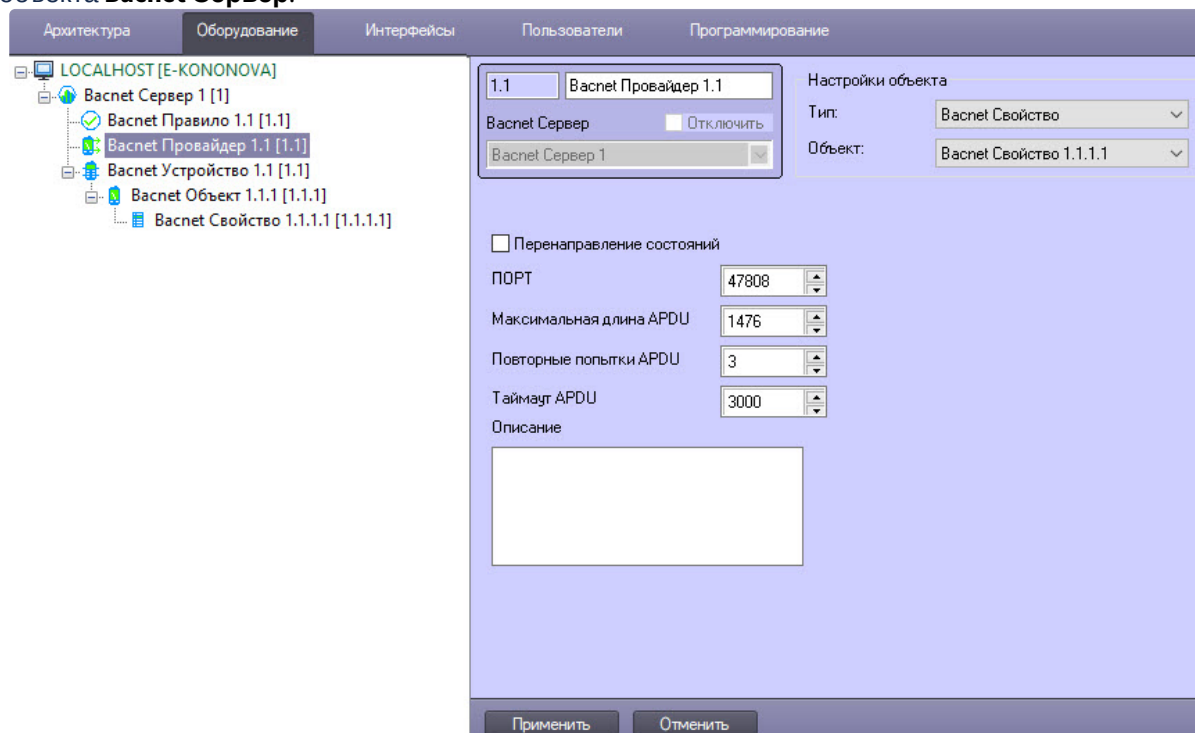 объекта Bacnet Сервер.
Архитектура Оборудование Интерфейсы Пользователи Программирование
LOCALHOST [E-KONONOVA]
Bacnet Сервер 1 [1]
Bacnet Правило 1.1 [1.1]
Bacnet Провайдер 1.1 [1.1]
Bacnet Устройство 1.1 [1.1]
Bacnet Объект 1.1.1 [1.1.1]
Bacnet Свойство 1.1.1.1 [1.1.1.1]
1.1 Bacnet Провайдер 1.1
Bacnet Сервер Отключить
Bacnet Сервер 1
Настройки объекта
Тип: Bacnet Свойство
Объект: Bacnet Свойство 1.1.1.1
Перенаправление состояний
ПОРТ 47808
Максимальная длина APDU 1476
Повторные попытки APDU 3
Таймаут APDU 3000
Описание
Применить Отменить